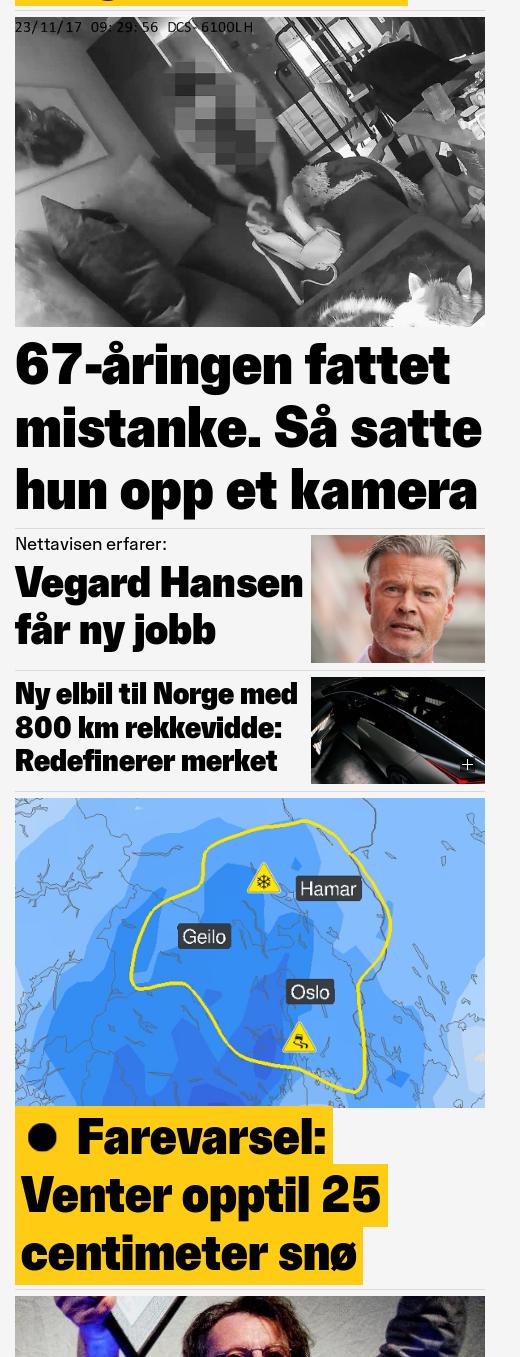 23/11/17 09:29:56 DCS-6100LH
67-åringen fattet
mistanke. Så satte
hun opp et kamera
Nettavisen erfarer:
Vegard Hansen
får ny jobb
Ny elbil til Norge med
800 km rekkevidde:
Redefinerer merket
Hamar
Geilo
Oslo
Farevarsel:
Venter opptil 25
centimeter snø